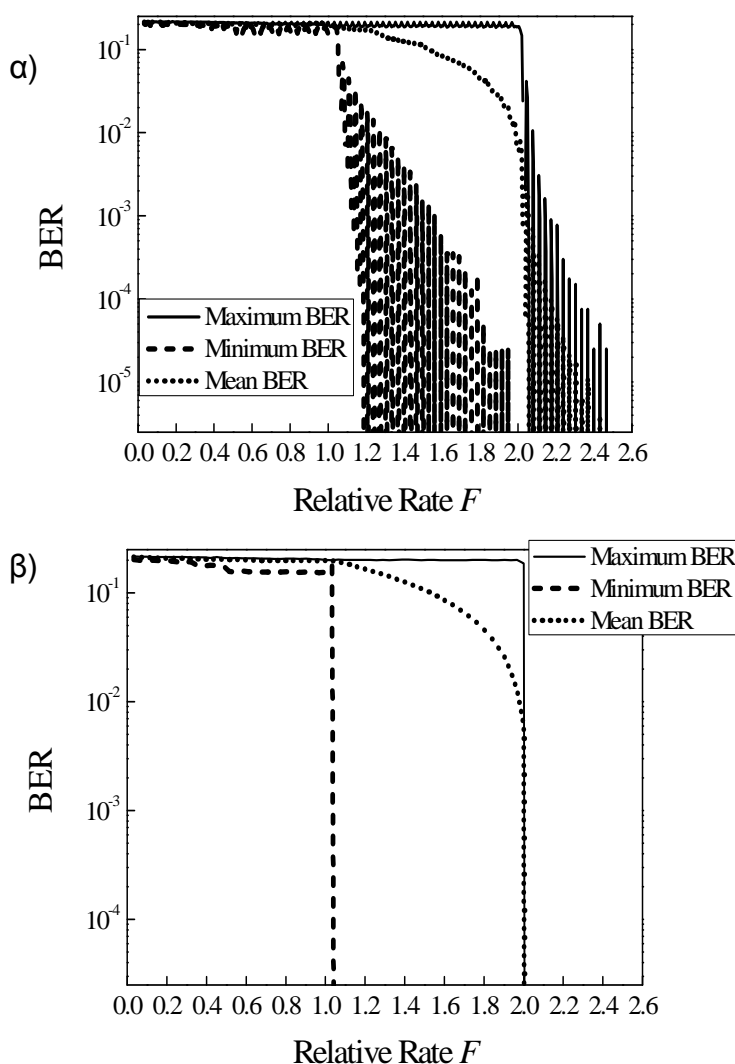 α)
10⁻¹
10⁻²
10⁻³
10⁻⁴
10⁻⁵
BER
Maximum BER
Minimum BER
Mean BER
0.0 0.2 0.4 0.6 0.8 1.0 1.2 1.4 1.6 1.8 2.0 2.2 2.4 2.6
Relative Rate F
β)
10⁻¹
10⁻²
10⁻³
10⁻⁴
BER
Maximum BER
Minimum BER
Mean BER
0.0 0.2 0.4 0.6 0.8 1.0 1.2 1.4 1.6 1.8 2.0 2.2 2.4 2.6
Relative Rate F